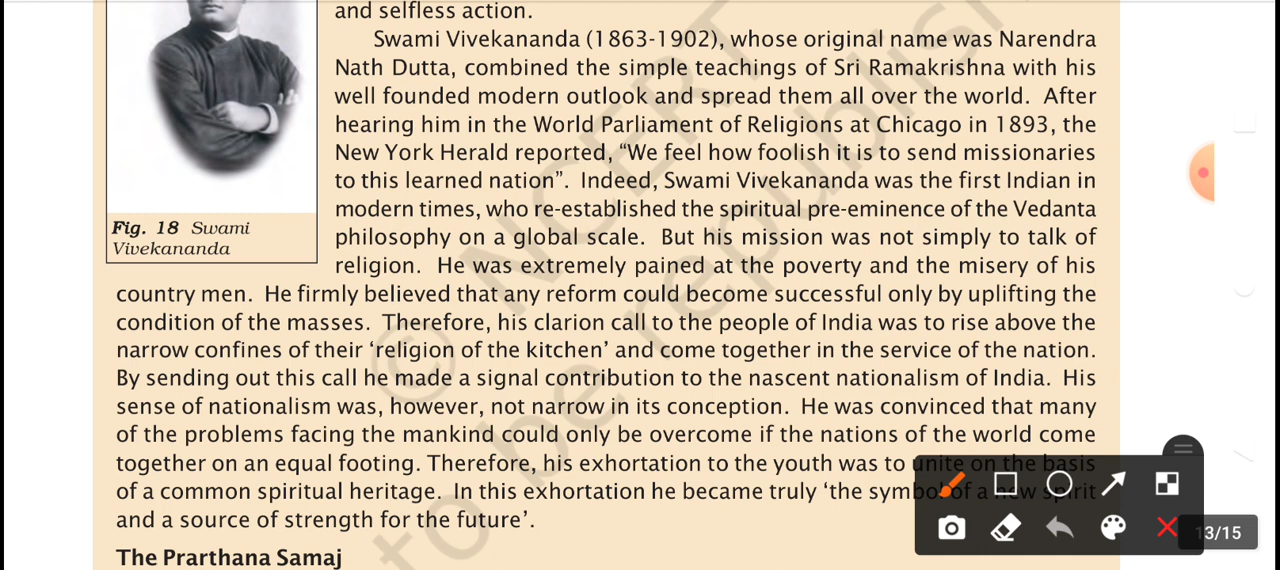 and selfless action.
Swami Vivekananda (1863-1902), whose original name was Narendra
Nath Dutta, combined the simple teachings of Sri Ramakrishna with his
well founded modern outlook and spread them all over the world. After
hearing him in the World Parliament of Religions at Chicago in 1893, the
New York Herald reported, “We feel how foolish it is to send missionaries
to this learned nation”. Indeed, Swami Vivekananda was the first Indian in
modern times, who re-established the spiritual pre-eminence of the Vedanta
philosophy on a global scale. But his mission was not simply to talk of
religion. He was extremely pained at the poverty and the misery of his
Fig. 18 Swami
Vivekananda
country men. He firmly believed that any reform could become successful only by uplifting the
condition of the masses. Therefore, his clarion call to the people of India was to rise above the
narrow confines of their ‘religion of the kitchen’ and come together in the service of the nation.
By sending out this call he made a signal contribution to the nascent nationalism of India. His
sense of nationalism was, however, not narrow in its conception. He was convinced that many
of the problems facing the mankind could only be overcome if the nations of the world come
together on an equal footing. Therefore, his exhortation to the youth was to unite on the basis
of a common spiritual heritage. In this exhortation he became truly ‘the symbol of a new spirit
and a source of strength for the future’.
The Prarthana Samaj
13/15
© NCERT
to be republish